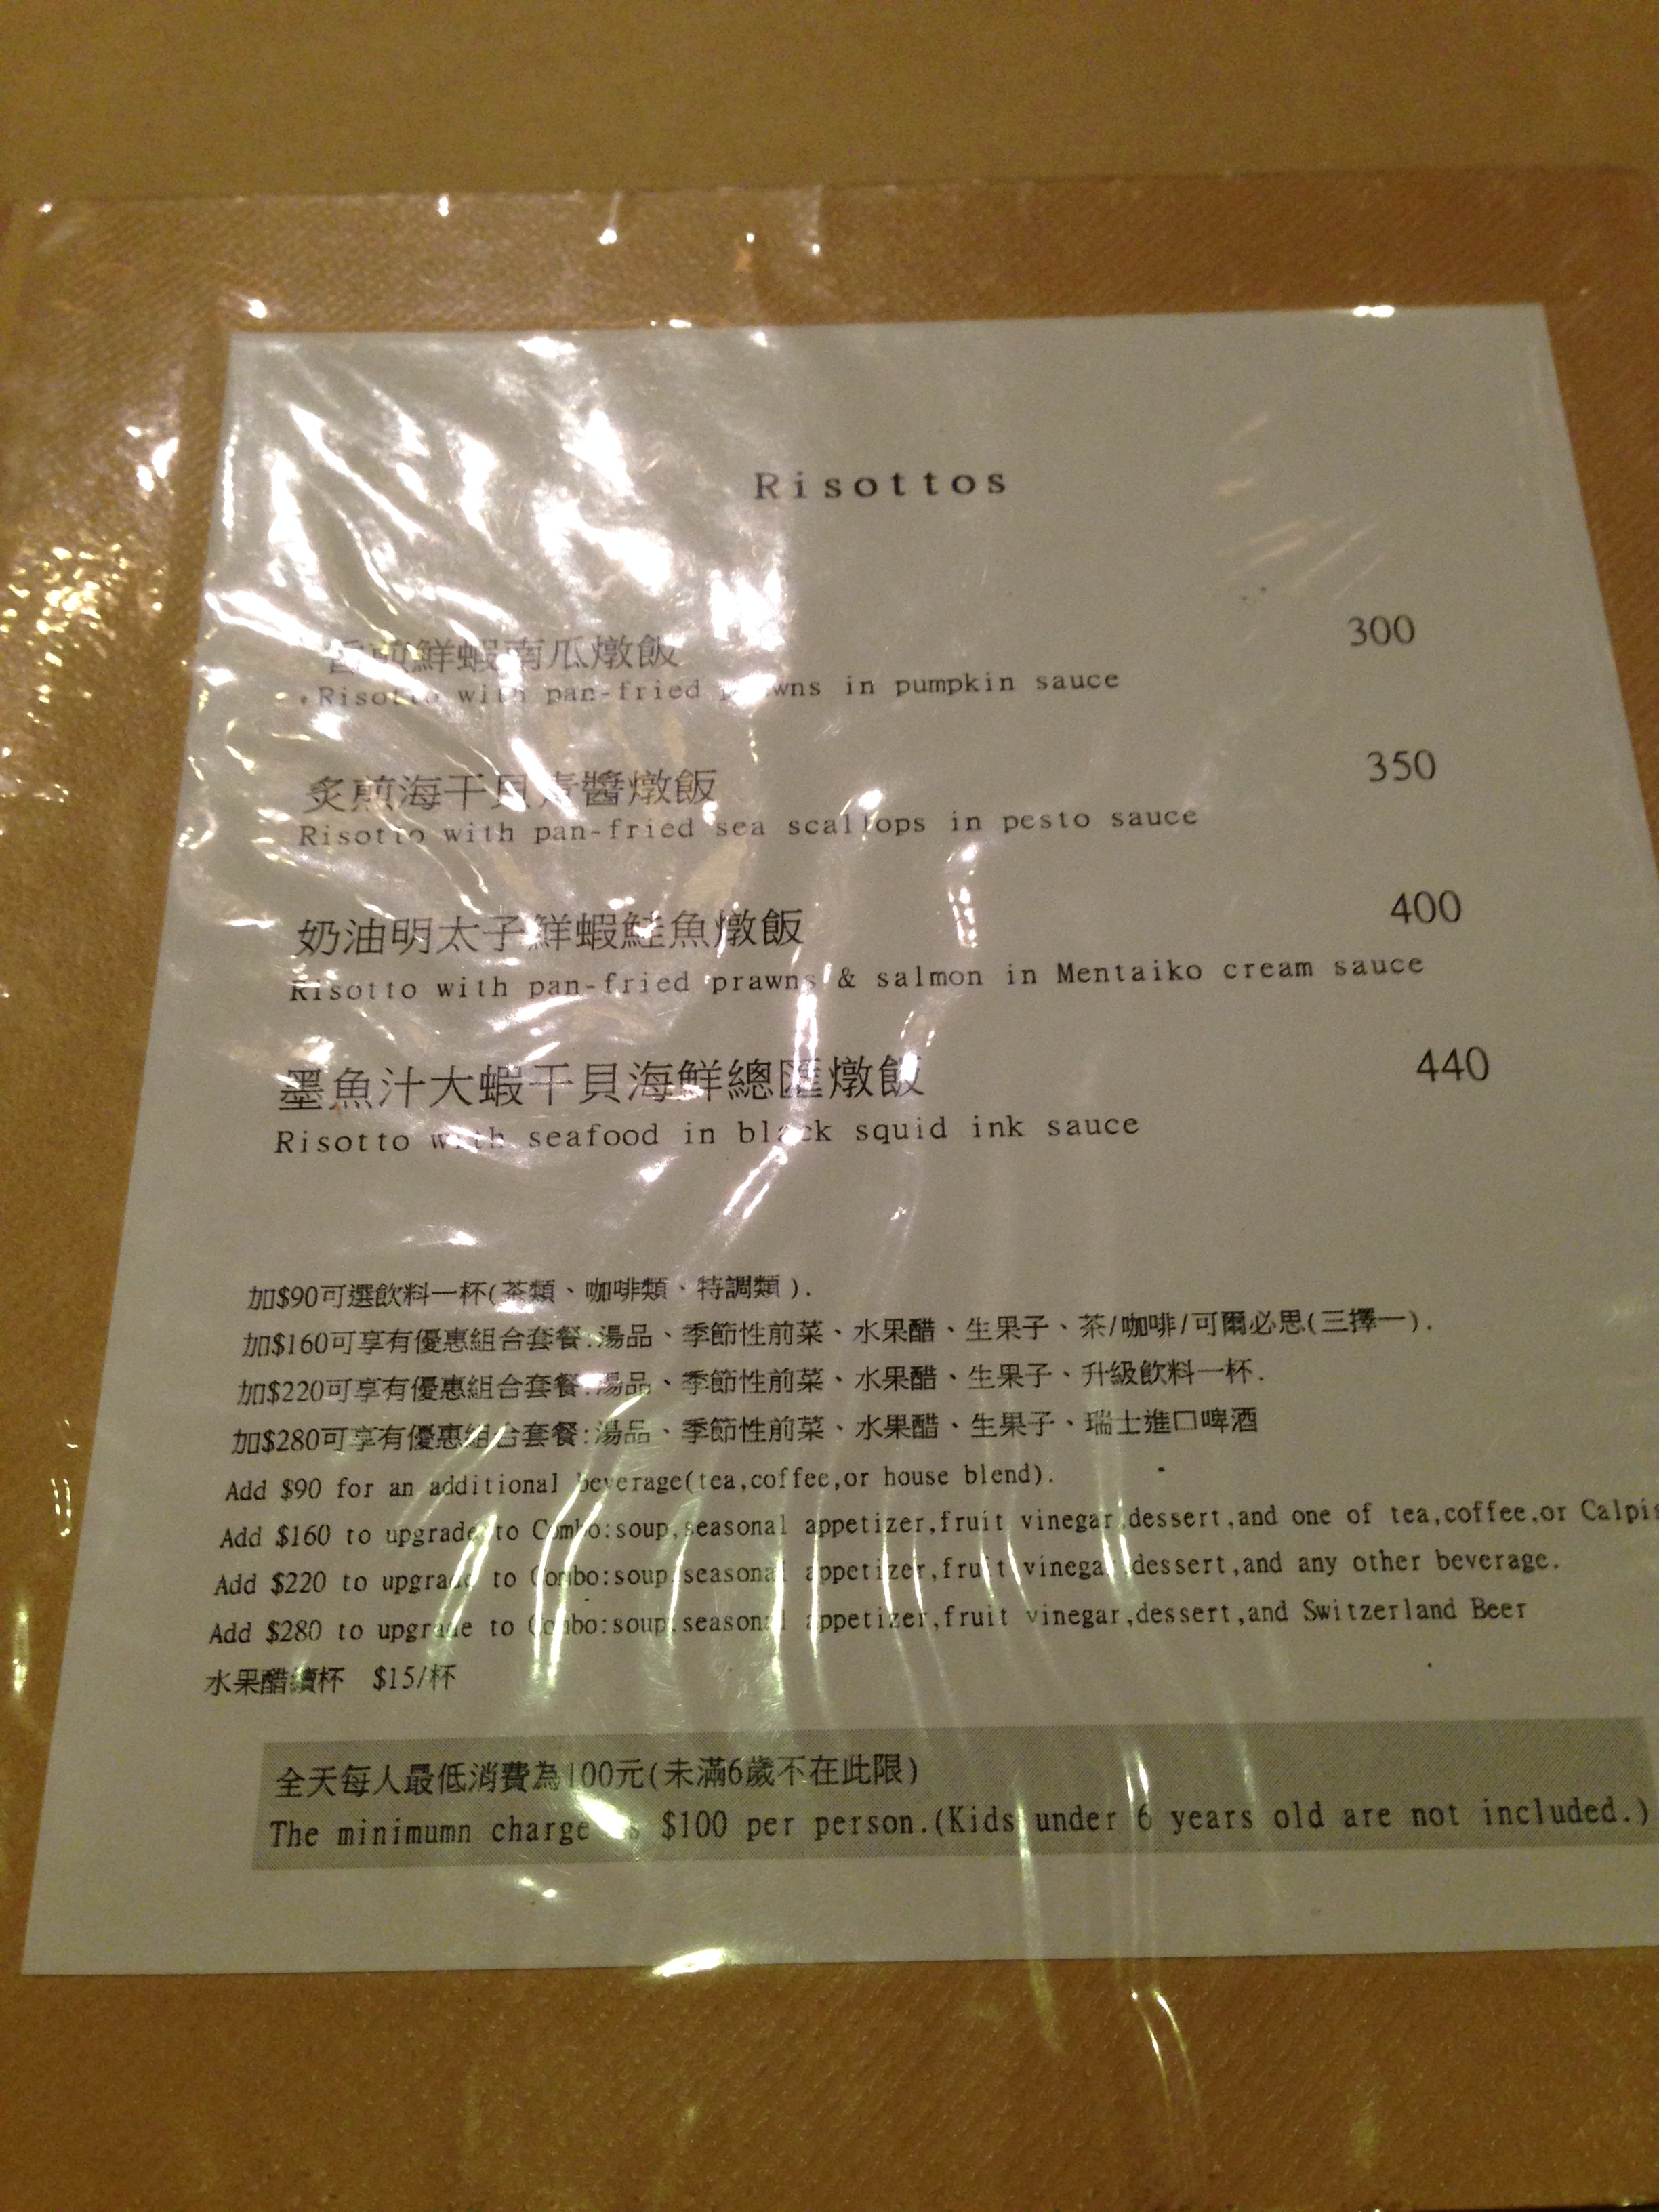 Risottos
香煎鮮蝦南瓜燉飯 300
Risotto with pan-fried prawns in pumpkin sauce
炙煎海干貝青醬燉飯 350
Risotto with pan-fried sea scallops in pesto sauce
奶油明太子鮮蝦鮭魚燉飯 400
Risotto with pan-fried prawns & salmon in Mentaiko cream sauce
墨魚汁大蝦干貝海鮮總匯燉飯 440
Risotto with seafood in black squid ink sauce
加$90可選飲料一杯(茶類、咖啡類、特調類).
加$160可享有優惠組合套餐:湯品、季節性前菜、水果醋、生果子、茶/咖啡/可爾必思(三擇一).
加$220可享有優惠組合套餐:湯品、季節性前菜、水果醋、生果子、升級飲料一杯.
加$280可享有優惠組合套餐:湯品、季節性前菜、水果醋、生果子、瑞士進口啤酒
Add $90 for an additional beverage(tea,coffee,or house blend).
Add $160 to upgrade to Combo:soup,seasonal appetizer,fruit vinegar,dessert,and one of tea,coffee,or
Add $220 to upgrade to Combo:soup,seasonal appetizer,fruit vinegar,dessert,and any other beverage.
Add $280 to upgrade to Combo:soup,seasonal appetizer,fruit vinegar,dessert,and Switzerland Beer
水果醋續杯 $15/杯
全天每人最低消費為100元(未滿6歲不在此限)
The minimumn charge is $100 per person.(Kids under 6 years old are not included.)